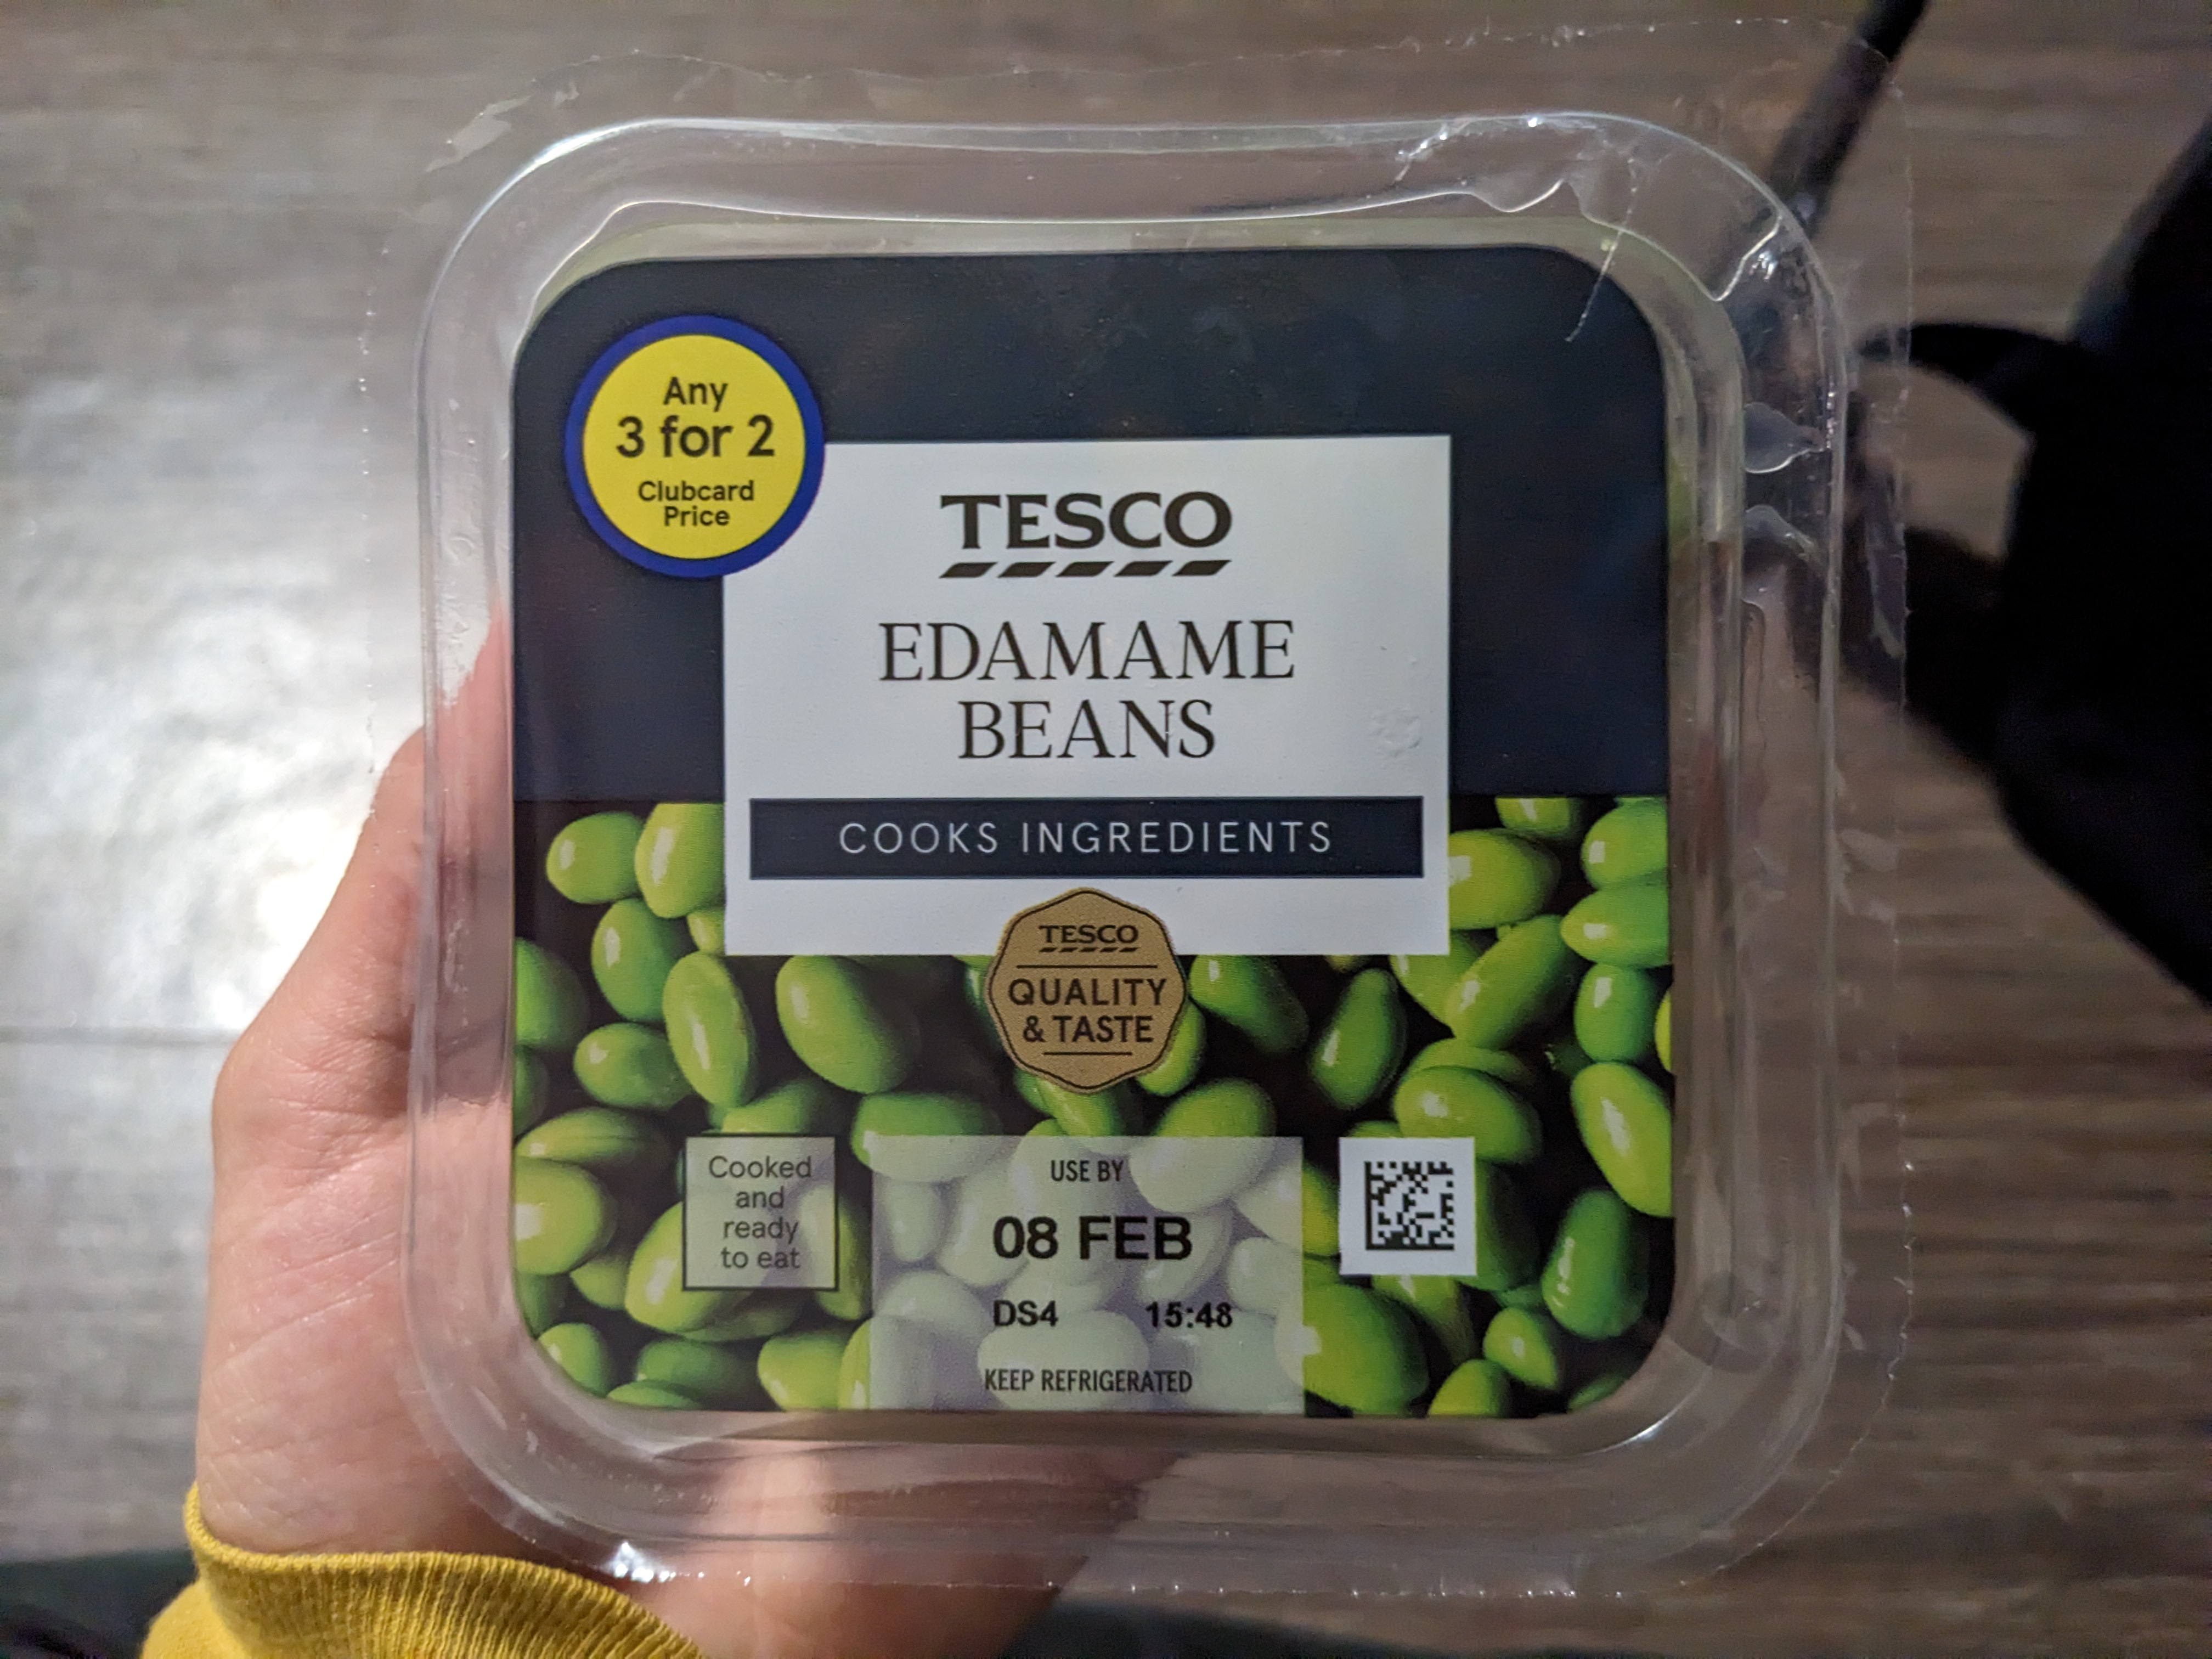 Any
3 for 2
Clubcard
Price
TESCO
EDAMAME
BEANS
COOKS INGREDIENTS
TESCO
QUALITY
& TASTE
Cooked
and
ready
to eat
USE BY
08 FEB
DS4 15:48
KEEP REFRIGERATED